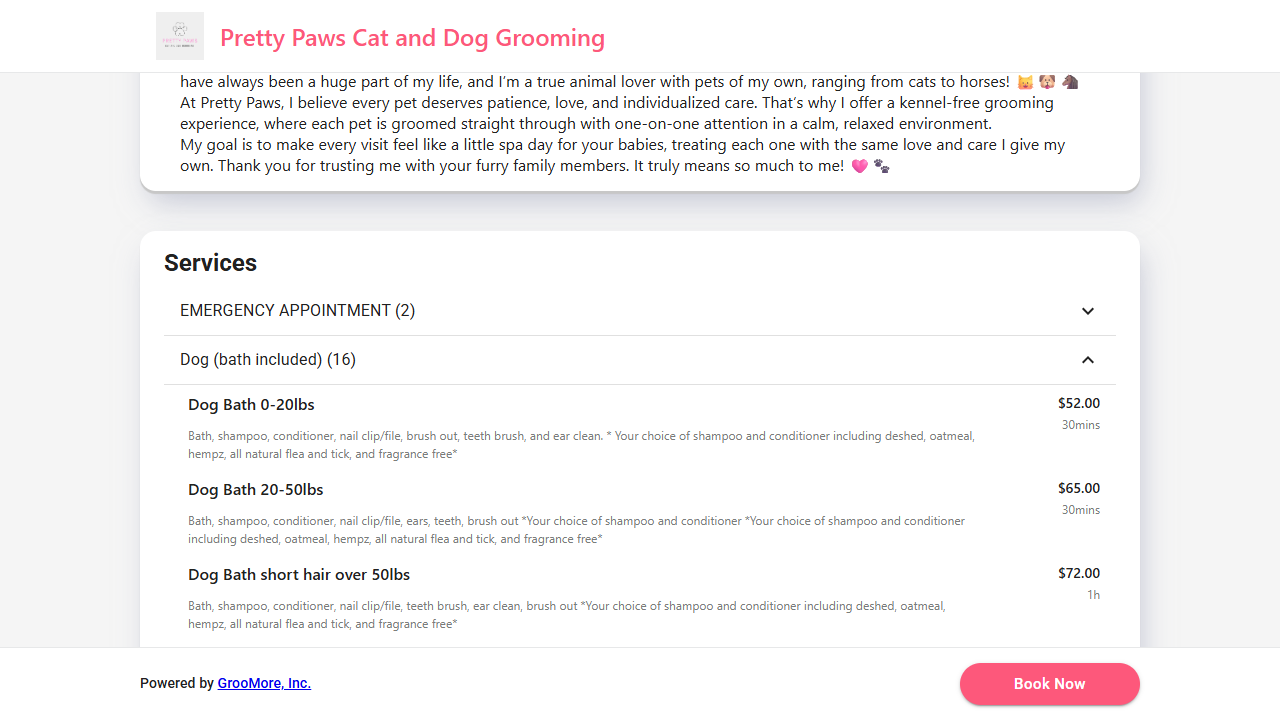 Pretty Paws Cat and Dog Grooming
have always been a huge part of my life, and I’m a true animal lover with pets of my own, ranging from cats to horses! 🐱 🐶 🐴
At Pretty Paws, I believe every pet deserves patience, love, and individualized care. That’s why I offer a kennel-free grooming
experience, where each pet is groomed straight through with one-on-one attention in a calm, relaxed environment.
My goal is to make every visit feel like a little spa day for your babies, treating each one with the same love and care I give my
own. Thank you for trusting me with your furry family members. It truly means so much to me! 🩷 🐾
Services
EMERGENCY APPOINTMENT (2)
Dog (bath included) (16)
Dog Bath 0-20lbs
$52.00
30mins
Bath, shampoo, conditioner, nail clip/file, brush out, teeth brush, and ear clean. * Your choice of shampoo and conditioner including deshed, oatmeal,
hempz, all natural flea and tick, and fragrance free*
Dog Bath 20-50lbs
$65.00
30mins
Bath, shampoo, conditioner, nail clip/file, ears, teeth, brush out *Your choice of shampoo and conditioner *Your choice of shampoo and conditioner
including deshed, oatmeal, hempz, all natural flea and tick, and fragrance free*
Dog Bath short hair over 50lbs
$72.00
1h
Bath, shampoo, conditioner, nail clip/file, teeth brush, ear clean, brush out *Your choice of shampoo and conditioner including deshed, oatmeal,
hempz, all natural flea and tick, and fragrance free*
Powered by GrooMore, Inc.
Book Now